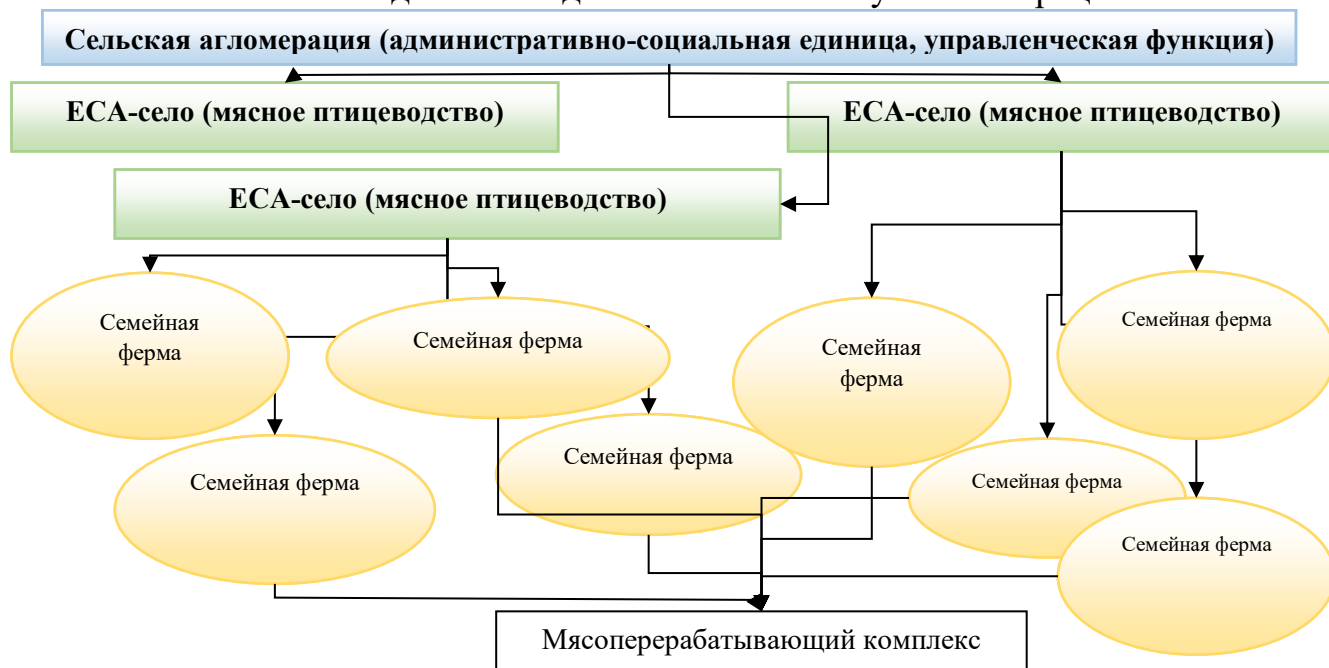 Сельская агломерация (административно-социальная единица, управленческая функция)
ЕСА-село (мясное птицеводство)
ЕСА-село (мясное птицеводство)
ЕСА-село (мясное птицеводство)
Семейная
ферма
Семейная ферма
Семейная
ферма
Семейная ферма
Семейная ферма
Семейная ферма
Семейная ферма
Семейная ферма
Мясоперерабатывающий комплекс